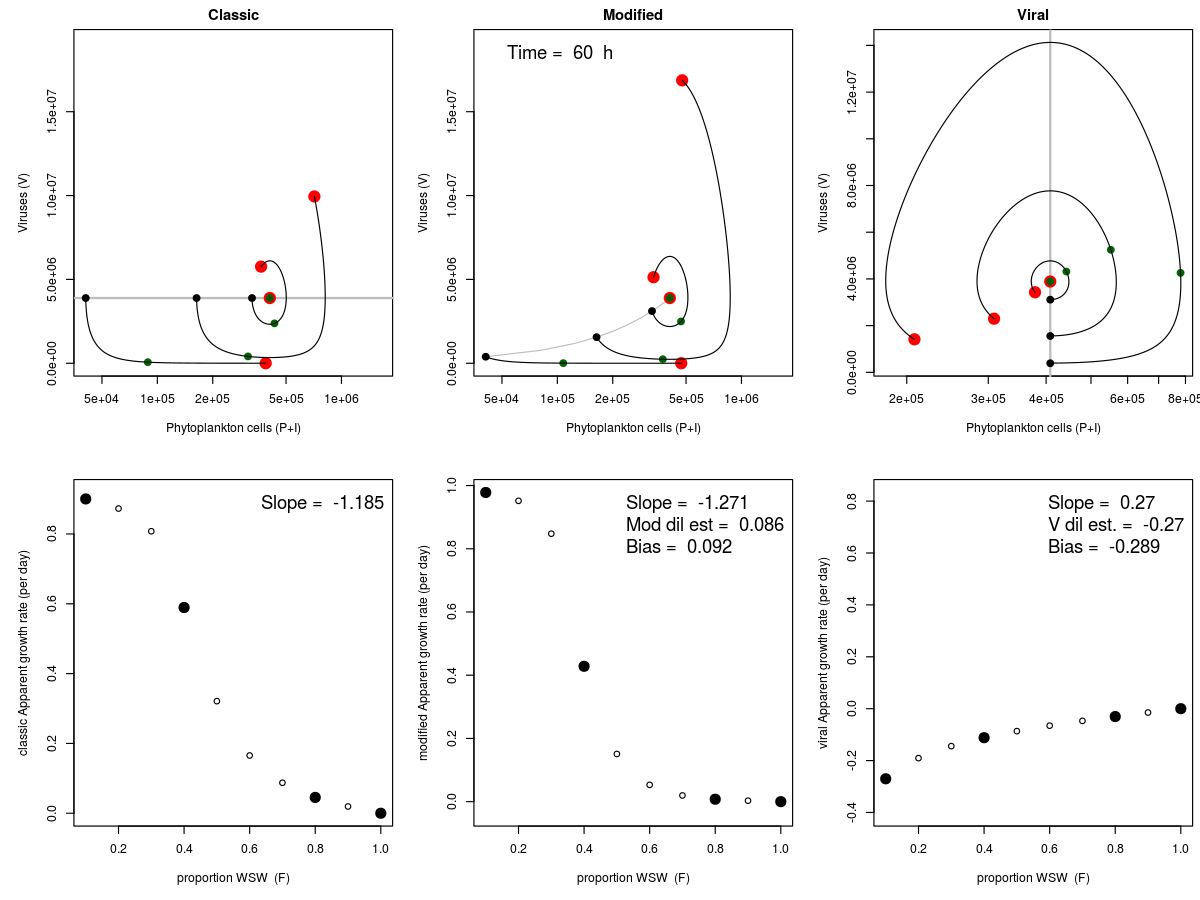 Classic
Viruses (V)
0.0e+00 5.0e+06 1.0e+07 1.5e+07
5e+04 1e+05 2e+05 5e+05 1e+06
Phytoplankton cells (P+I)
Modified
Time = 60 h
Viruses (V)
0.0e+00 5.0e+06 1.0e+07 1.5e+07
5e+04 1e+05 2e+05 5e+05 1e+06
Phytoplankton cells (P+I)
Viral
Viruses (V)
0.0e+00 4.0e+06 8.0e+06 1.2e+07
2e+05 3e+05 4e+05 6e+05 8e+05
Phytoplankton cells (P+I)
Slope = -1.185
classic Apparent growth rate (per day)
0.0 0.2 0.4 0.6 0.8
0.2 0.4 0.6 0.8 1.0
proportion WSW (F)
Slope = -1.271
Mod dil est = 0.086
Bias = 0.092
modified Apparent growth rate (per day)
0.0 0.2 0.4 0.6 0.8 1.0
0.2 0.4 0.6 0.8 1.0
proportion WSW (F)
Slope = 0.27
V dil est. = -0.27
Bias = -0.289
viral Apparent growth rate (per day)
-0.4 -0.2 0.0 0.2 0.4 0.6 0.8
0.2 0.4 0.6 0.8 1.0
proportion WSW (F)